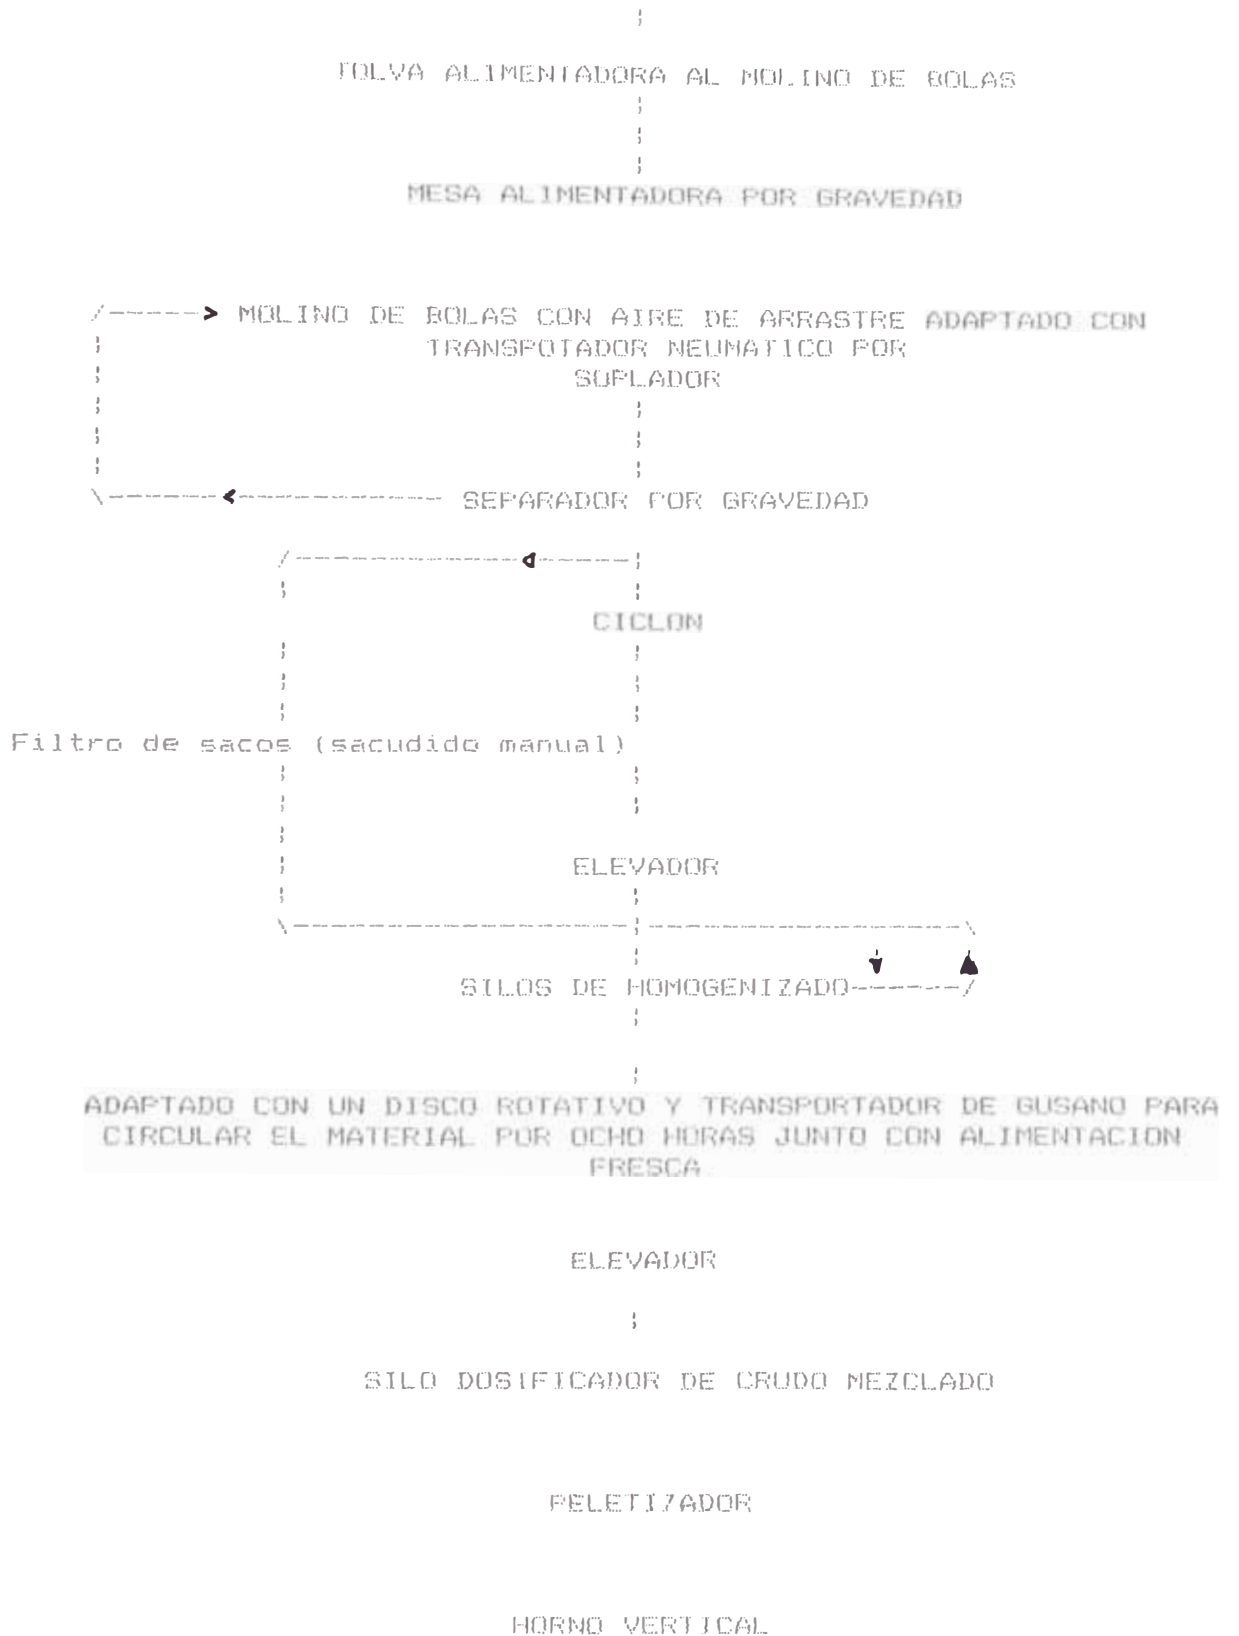 TOLVA ALIMENTADORA AL MOLINO DE BOLAS
MESA ALIMENTADORA POR GRAVEDAD
MOLINO DE BOLAS CON AIRE DE ARRASTRE ADAPTADO CON
TRANSPOTADOR NEUMATICO POR
SUPLADOR
SEPARADOR POR GRAVEDAD
CICLON
Filtro de sacos (sacudido manual)
ELEVADOR
SILOS DE HOMOGENIZADO
ADAPTADO CON UN DISCO ROTATIVO Y TRANSPORTADOR DE GUSANO PARA
CIRCULAR EL MATERIAL POR OCHO HORAS JUNTO CON ALIMENTACION
FRESCA
ELEVADOR
SILO DOSIFICADOR DE CRUDO MEZCLADO
PELETIZADOR
HORNO VERTICAL